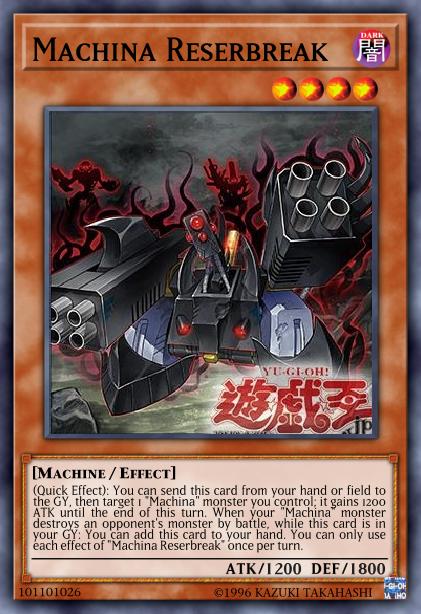 Machina Reserbreak
DARK
闇
YU-GI-OH!
遊戯王
.jp
[Machine / Effect]
(Quick Effect): You can send this card from your hand or field to
the GY, then target 1 "Machina" monster you control; it gains 1200
ATK until the end of this turn. When your "Machina" monster
destroys an opponent's monster by battle, while this card is in
your GY: You can add this card to your hand. You can only use
each effect of "Machina Reserbreak" once per turn.
ATK/1200 DEF/1800
101101026
©1996 KAZUKI TAKAHASHI